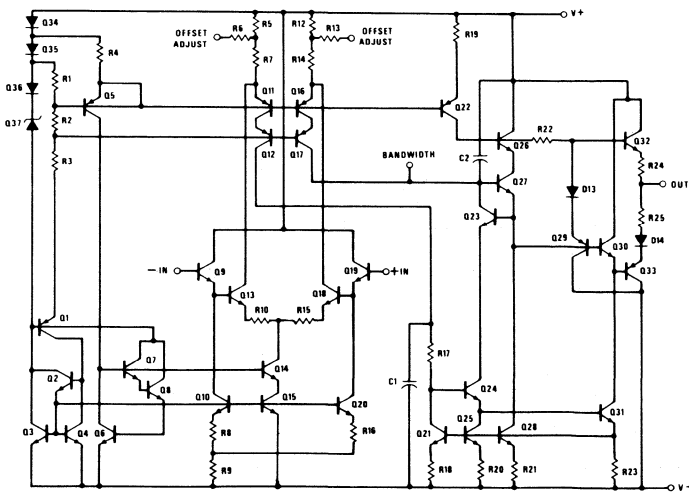 Q34
R6
R5
R12
R13
V+
OFFSET
ADJUST
OFFSET
ADJUST
R19
Q35
R4
R7
R14
Q36
R1
Q5
Q11
Q16
Q22
Q37
R2
Q12
Q17
R22
Q32
Q26
R3
BANDWIDTH
C2
R24
Q27
OUT
D13
Q23
R25
Q29
Q30
D14
Q33
−IN
Q9
Q13
Q18
Q19
+IN
R10
R15
Q1
Q7
Q14
R17
Q2
Q8
C1
Q24
Q10
Q15
Q20
Q31
Q3
Q4
Q6
R8
R16
Q21
Q25
Q28
R9
R18
R20
R21
R23
V−